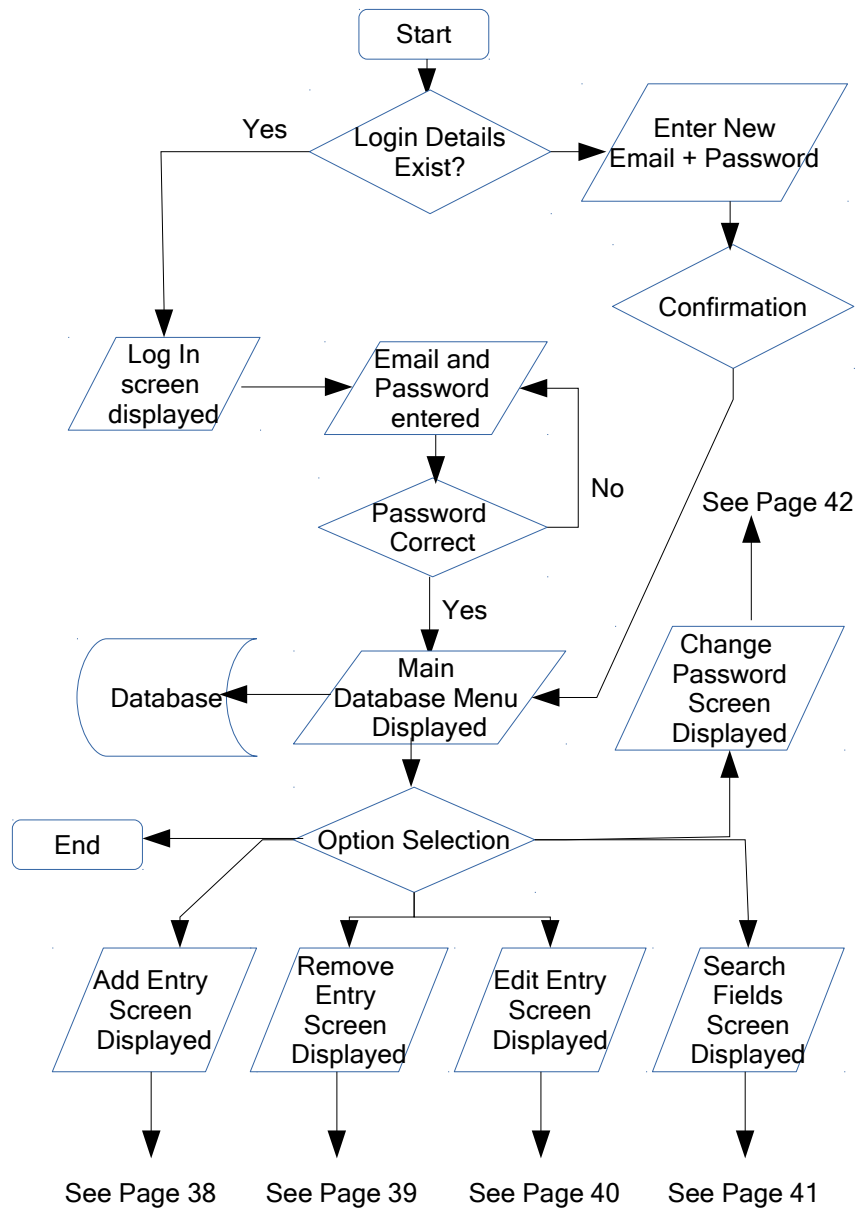 Start
Yes
Login Details
Exist?
Enter New
Email + Password
Confirmation
Log In
screen
displayed
Email and
Password
entered
No
Password
Correct
See Page 42
Yes
Change
Password
Screen
Displayed
Database
Main
Database Menu
Displayed
End
Option Selection
Add Entry
Screen
Displayed
Remove
Entry
Screen
Displayed
Edit Entry
Screen
Displayed
Search
Fields
Screen
Displayed
See Page 38
See Page 39
See Page 40
See Page 41